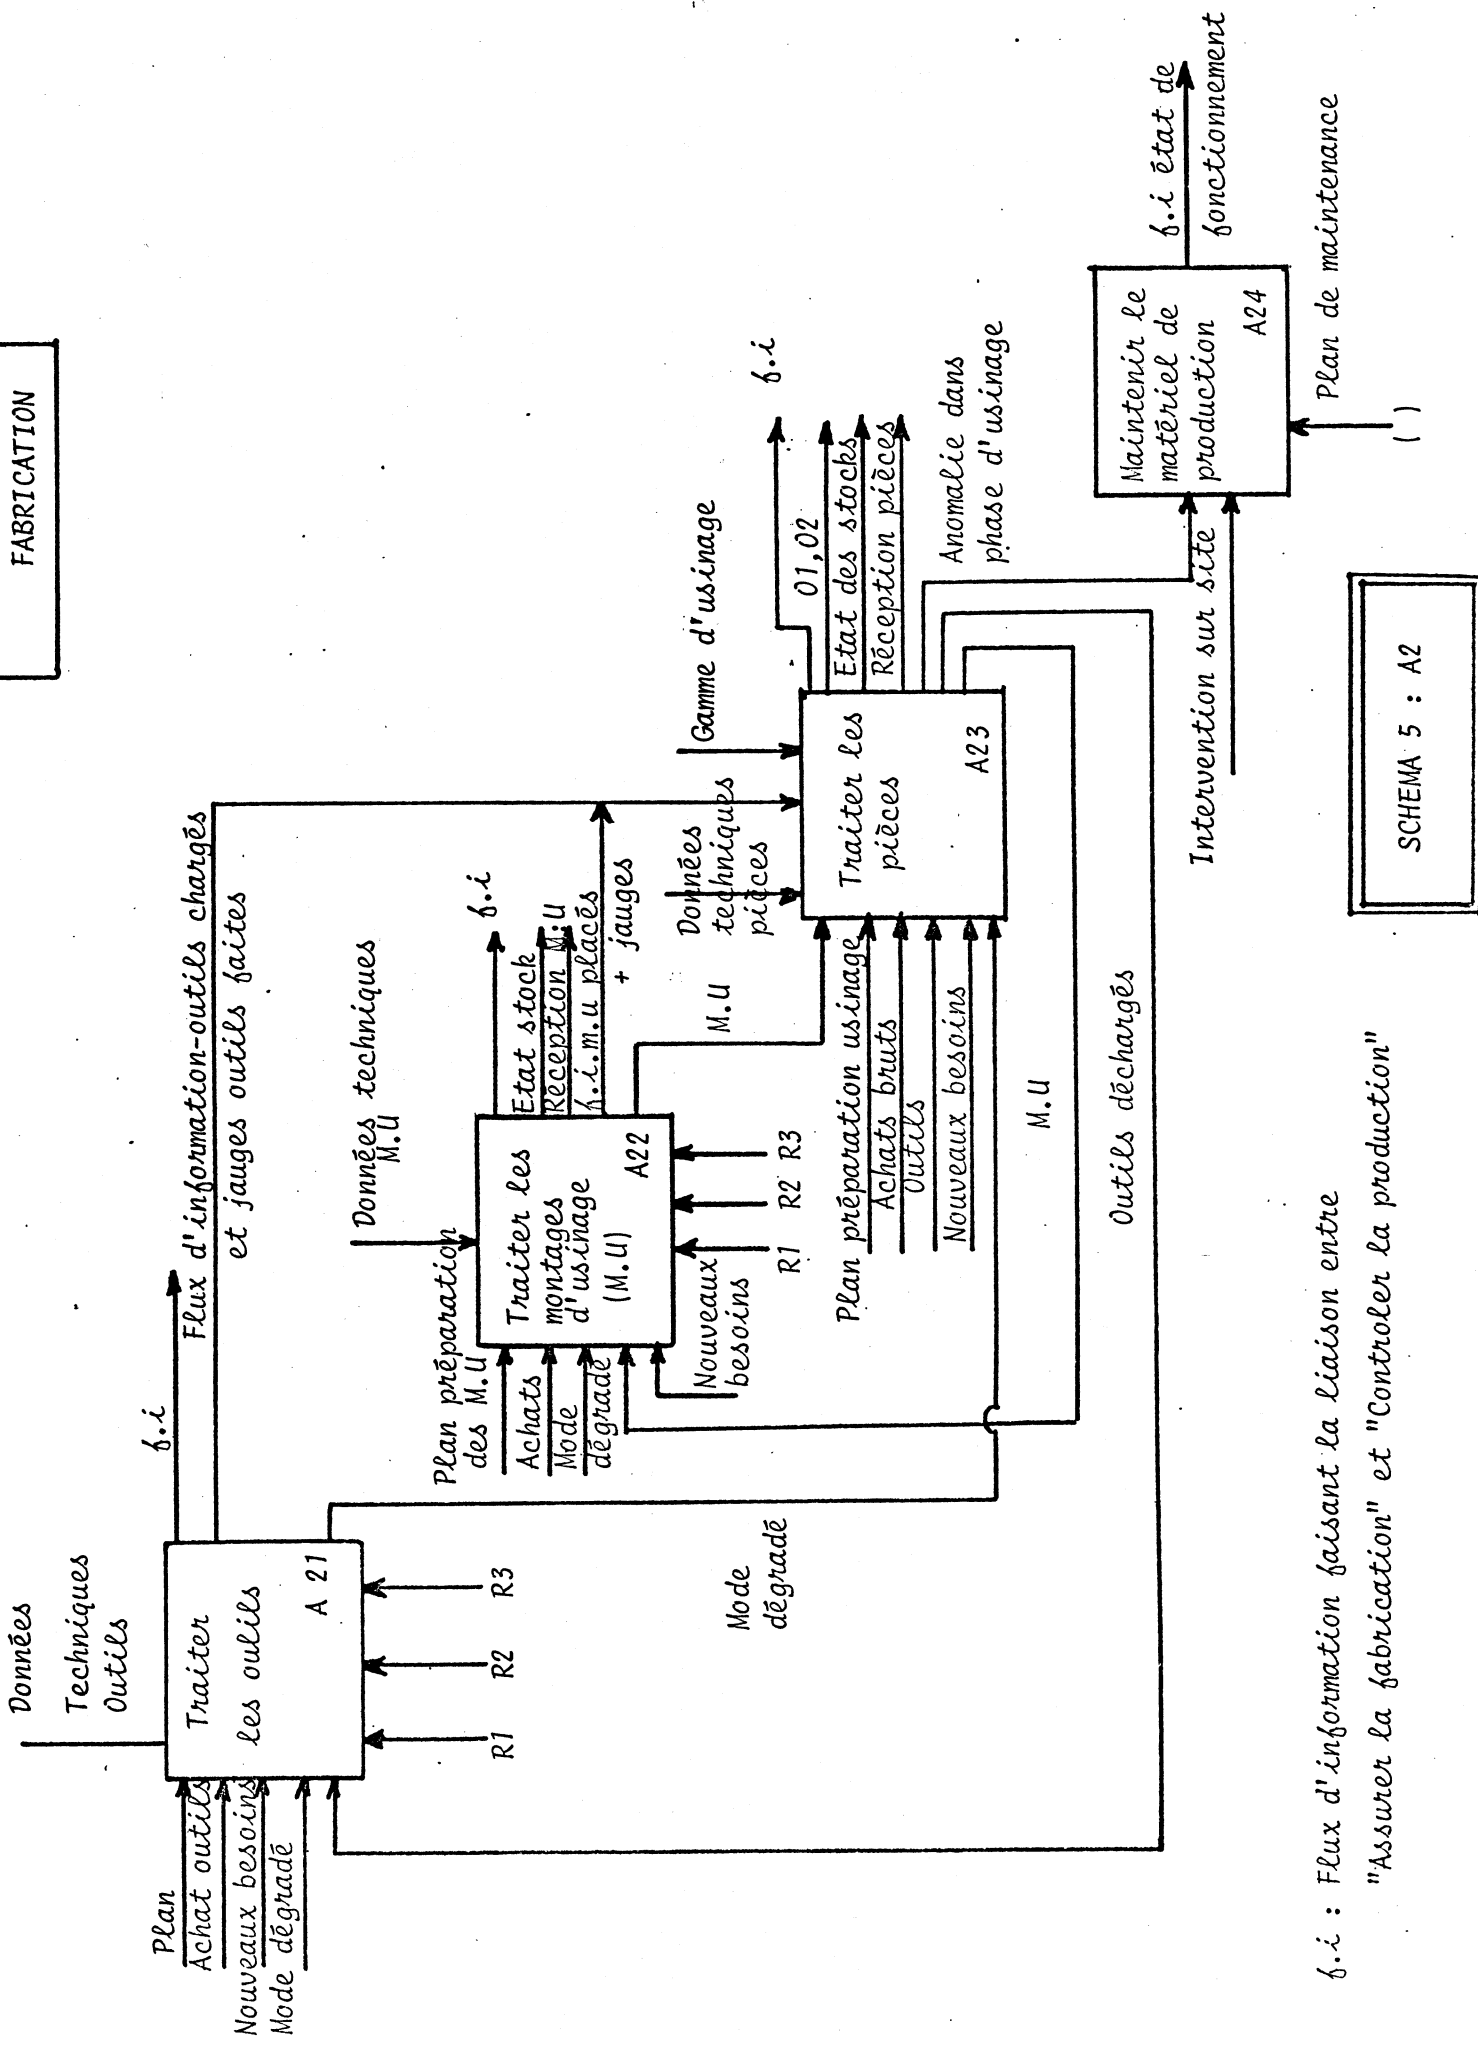 FABRICATION
Données
Techniques
Outils
Plan
Achat outils
Nouveaux besoins
Mode dégradé
Traiter
les oulils
A 21
R1
R2
R3
f.i
Flux d'information-outils chargés
et jauges outils faites
Données techniques
M.U
Plan préparation
des M.U
Achats
Mode
dégradé
Nouveaux
besoins
Traiter les
montages
d'usinage
(M.U)
A22
R1
R2
R3
f.i
Etat stock
Réception M.U
f.i.m.u placés
+ jauges
M.U
Gamme d'usinage
Données
techniques
pièces
Plan préparation usinage
Achats bruts
Outils
Nouveaux besoins
Mode
dégradé
Traiter les
pièces
A23
f.i
01,02
Etat des stocks
Réception pièces
Anomalie dans
phase d'usinage
M.U
Outils déchargés
Intervention sur site
Maintenir le
matériel de
production
A24
f.i état de
fonctionnement
Plan de maintenance
( )
f.i : Flux d'information faisant la liaison entre
"Assurer la fabrication" et "Controler la production"
SCHEMA 5 : A2